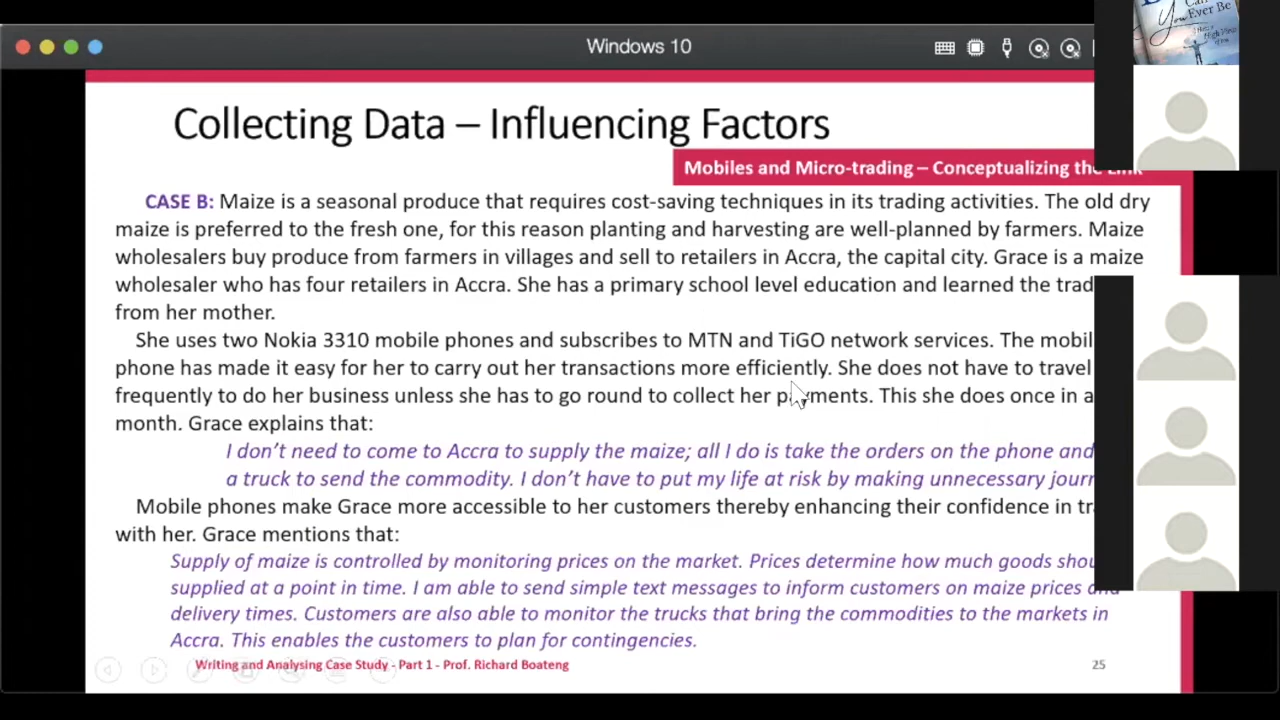 Can
You Ever Be
Windows 10
Collecting Data – Influencing Factors
Mobiles and Micro-trading – Conceptualizing the Link
CASE B: Maize is a seasonal produce that requires cost-saving techniques in its trading activities. The old dry
maize is preferred to the fresh one, for this reason planting and harvesting are well-planned by farmers. Maize
wholesalers buy produce from farmers in villages and sell to retailers in Accra, the capital city. Grace is a maize
wholesaler who has four retailers in Accra. She has a primary school level education and learned the trad
from her mother.
She uses two Nokia 3310 mobile phones and subscribes to MTN and TiGO network services. The mobil
phone has made it easy for her to carry out her transactions more efficiently. She does not have to travel
frequently to do her business unless she has to go round to collect her payments. This she does once in a
month. Grace explains that:
I don't need to come to Accra to supply the maize; all I do is take the orders on the phone and
a truck to send the commodity. I don't have to put my life at risk by making unnecessary jour
Mobile phones make Grace more accessible to her customers thereby enhancing their confidence in tr
with her. Grace mentions that:
Supply of maize is controlled by monitoring prices on the market. Prices determine how much goods shou
supplied at a point in time. I am able to send simple text messages to inform customers on maize prices and
delivery times. Customers are also able to monitor the trucks that bring the commodities to the markets in
Accra. This enables the customers to plan for contingencies.
Writing and Analysing Case Study - Part 1 - Prof. Richard Boateng
25